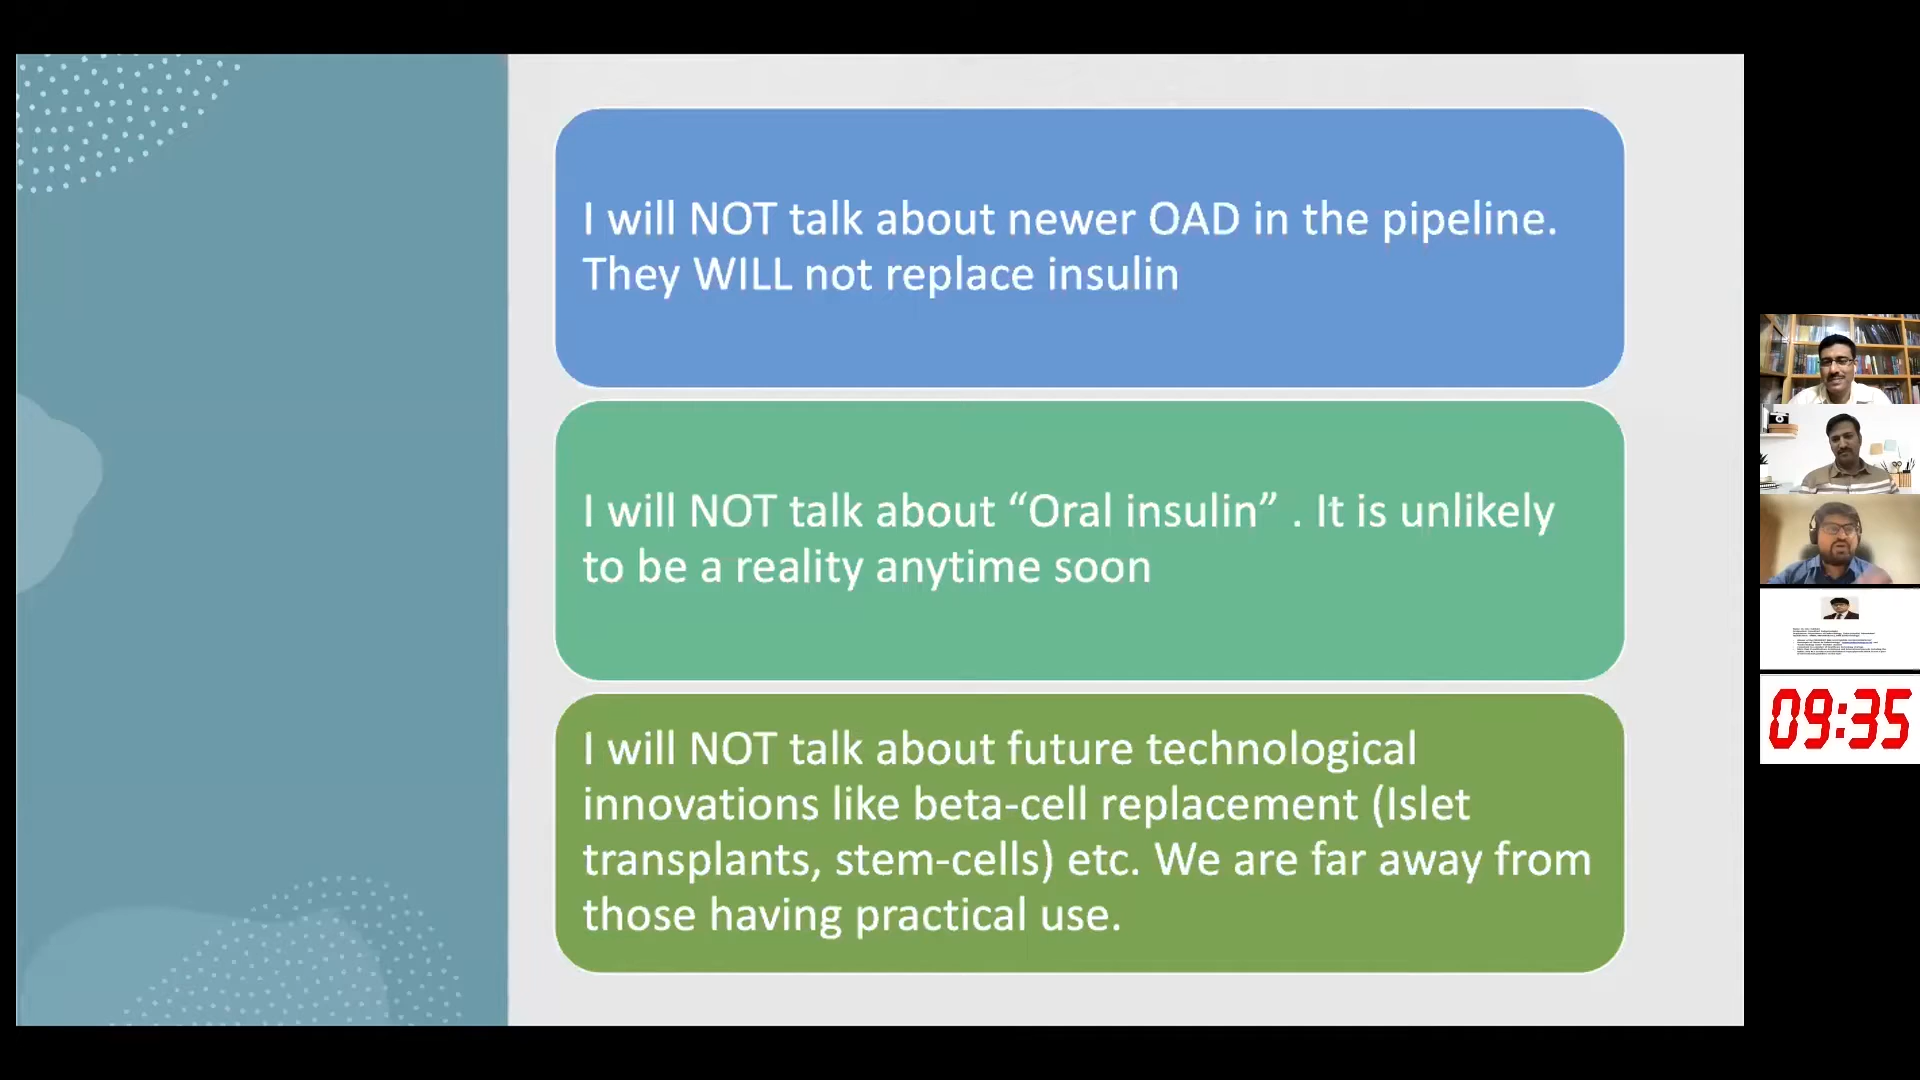 I will NOT talk about newer OAD in the pipeline.
They WILL not replace insulin
I will NOT talk about “Oral insulin” . It is unlikely
to be a reality anytime soon
I will NOT talk about future technological
innovations like beta-cell replacement (Islet
transplants, stem-cells) etc. We are far away from
those having practical use.
09:35